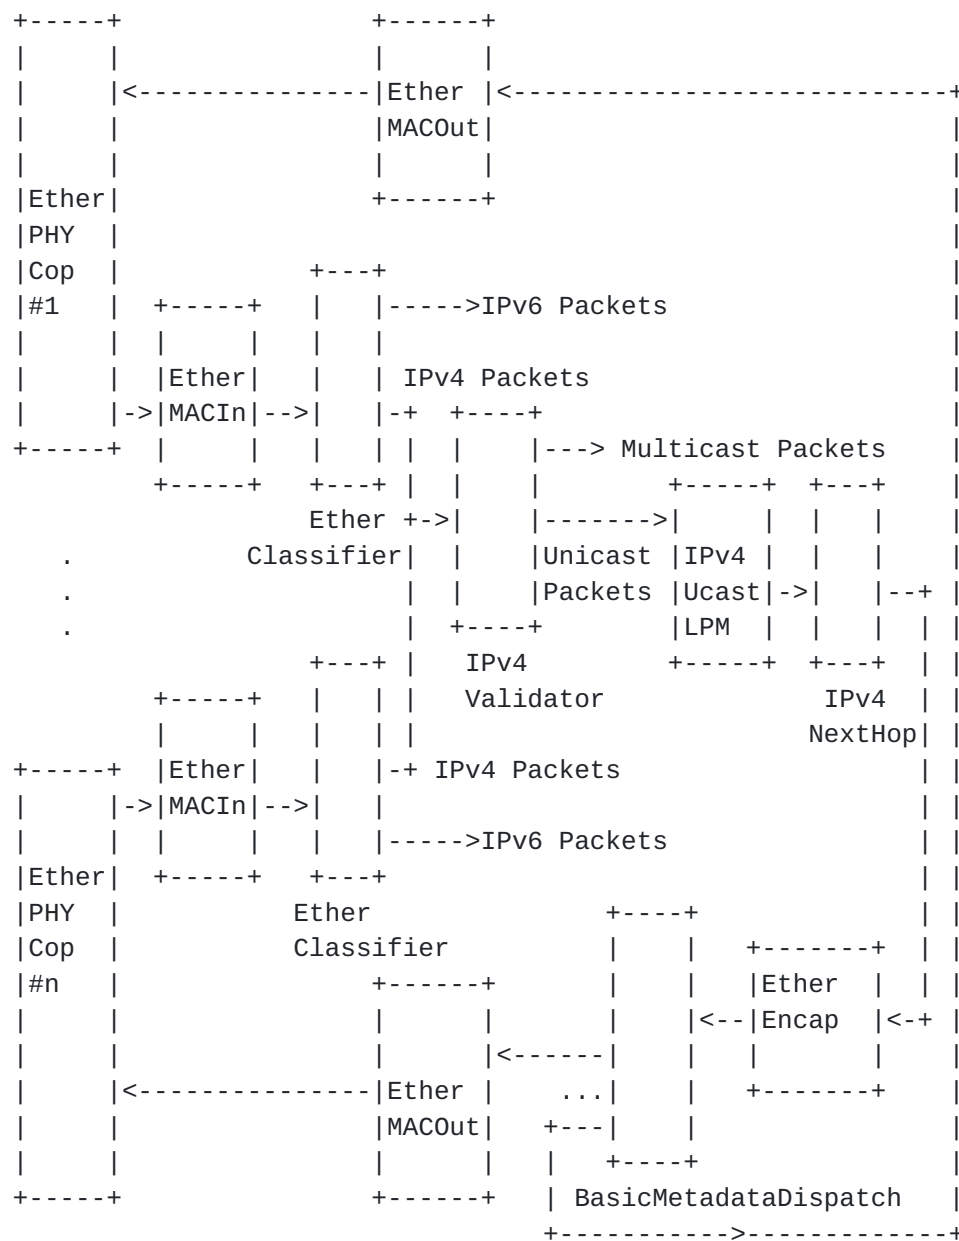 +-----+                +------+
|     |                |      |
|     |<---------------|Ether |<----------------------------+
|     |                |MACOut|                             |
|     |                |      |                             |
|Ether|                +------+                             |
|PHY  |                                                     |
|Cop  |            +---+                                    |
|#1   |  +-----+   |   |----->IPv6 Packets                  |
|     |  |     |   |   |                                    |
|     |  |Ether|   |   | IPv4 Packets                       |
|     |->|MACIn|-->|   |-+  +----+                          |
+-----+  |     |   |   | |  |    |---> Multicast Packets    |
         +-----+   +---+ |  |    |        +-----+  +---+    |
                   Ether +->|    |------->|     |  |   |    |
   .           Classifier|  |    |Unicast |IPv4 |  |   |    |
   .                     |  |    |Packets |Ucast|->|   |--+ |
   .                     |  +----+        |LPM  |  |   |  | |
                   +---+ |   IPv4         +-----+  +---+  | |
         +-----+   |   | |   Validator              IPv4  | |
         |     |   |   | |                         NextHop| |
+-----+  |Ether|   |   |-+ IPv4 Packets                   | |
|     |->|MACIn|-->|   |                                  | |
|     |  |     |   |   |----->IPv6 Packets                | |
|Ether|  +-----+   +---+                                  | |
|PHY  |           Ether               +----+              | |
|Cop  |           Classifier          |    |   +-------+  | |
|#n   |                +------+       |    |   |Ether  |  | |
|     |                |      |       |    |<--|Encap  |<-+ |
|     |                |      |<------|    |   |       |    |
|     |<---------------|Ether |    ...|    |   +-------+    |
|     |                |MACOut|   +---|    |                |
|     |                |      |   |   +----+                |
+-----+                +------+   | BasicMetadataDispatch   |
                                  +----------->-------------+